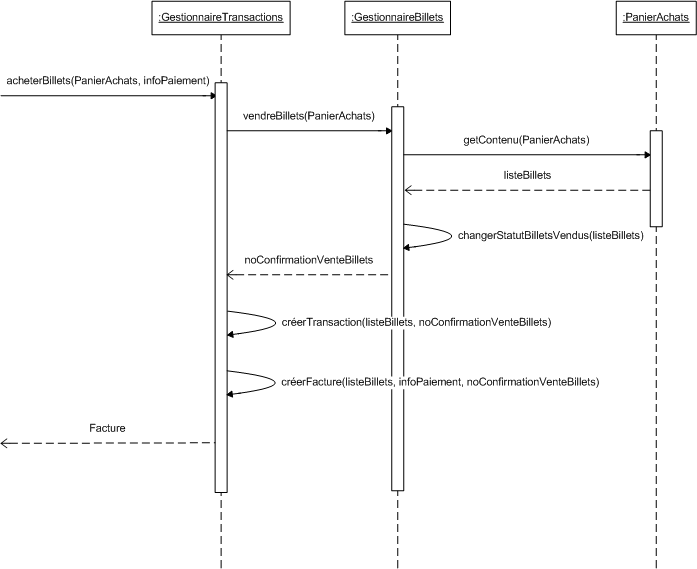 :GestionnaireTransactions
:GestionnaireBillets
:PanierAchats
acheterBillets(PanierAchats, infoPaiement)
vendreBillets(PanierAchats)
getContenu(PanierAchats)
listeBillets
changerStatutBilletsVendus(listeBillets)
noConfirmationVenteBillets
créerTransaction(listeBillets, noConfirmationVenteBillets)
créerFacture(listeBillets, infoPaiement, noConfirmationVenteBillets)
Facture